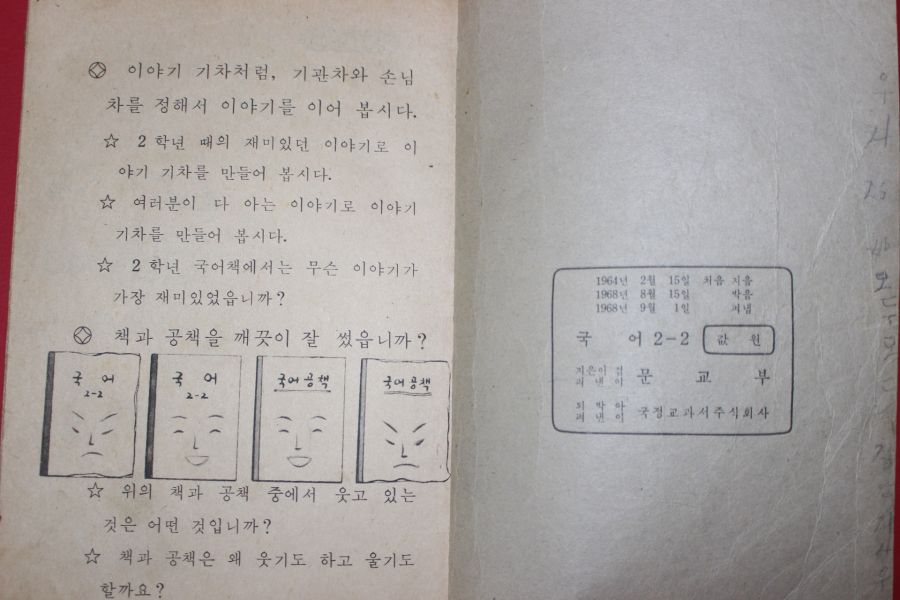 이야기 기차처럼, 기관차와 손님
차를 정해서 이야기를 이어 봅시다.
☆ 2 학년 때의 재미있던 이야기로 이
야기 기차를 만들어 봅시다.
☆ 여러분이 다 아는 이야기로 이야기
기차를 만들어 봅시다.
☆ 2 학년 국어책에서는 무슨 이야기가
가장 재미있었읍니까?
책과 공책을 깨끗이 잘 썼읍니까?
국 어
2-2
국 어
2-2
국어 공책
국어 공책
☆ 위의 책과 공책 중에서 웃고 있는
것은 어떤 것입니까?
☆ 책과 공책은 왜 웃기도 하고 울기도
할까요?
1964년 2월 15일 처음 지음
1968년 8월 15일 박음
1968년 9월 1일 펴냄
국 어 2-2 값 원
지은이 겸
펴 낸 이
문 교 부
되 박 아
펴 낸 이
국정교과서주식회사